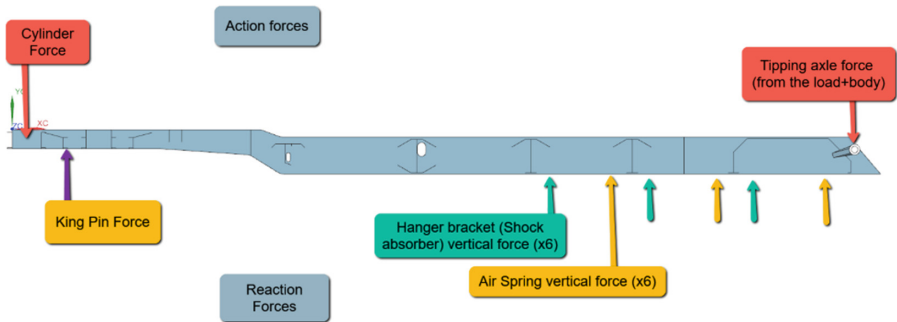 Action forces
Cylinder
Force
Tipping axle force
(from the load+body)
XC
ZC
King Pin Force
Hanger bracket (Shock
absorber) vertical force (x6)
Air Spring vertical force (x6)
Reaction
Forces